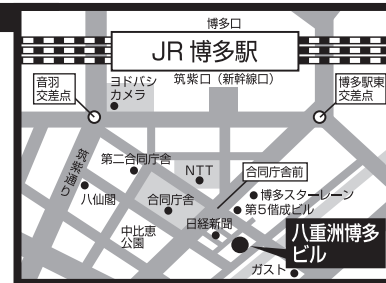 博多口
JR 博多駅
筑紫口（新幹線口）
音羽
交差点
ヨドバシ
カメラ
博多駅東
交差点
筑紫通り
第二合同庁舎
NTT
合同庁舎前
八仙閣
合同庁舎
博多スターレーン
第5偕成ビル
中比恵
公園
日経新聞
八重洲博多
ビル
ガスト